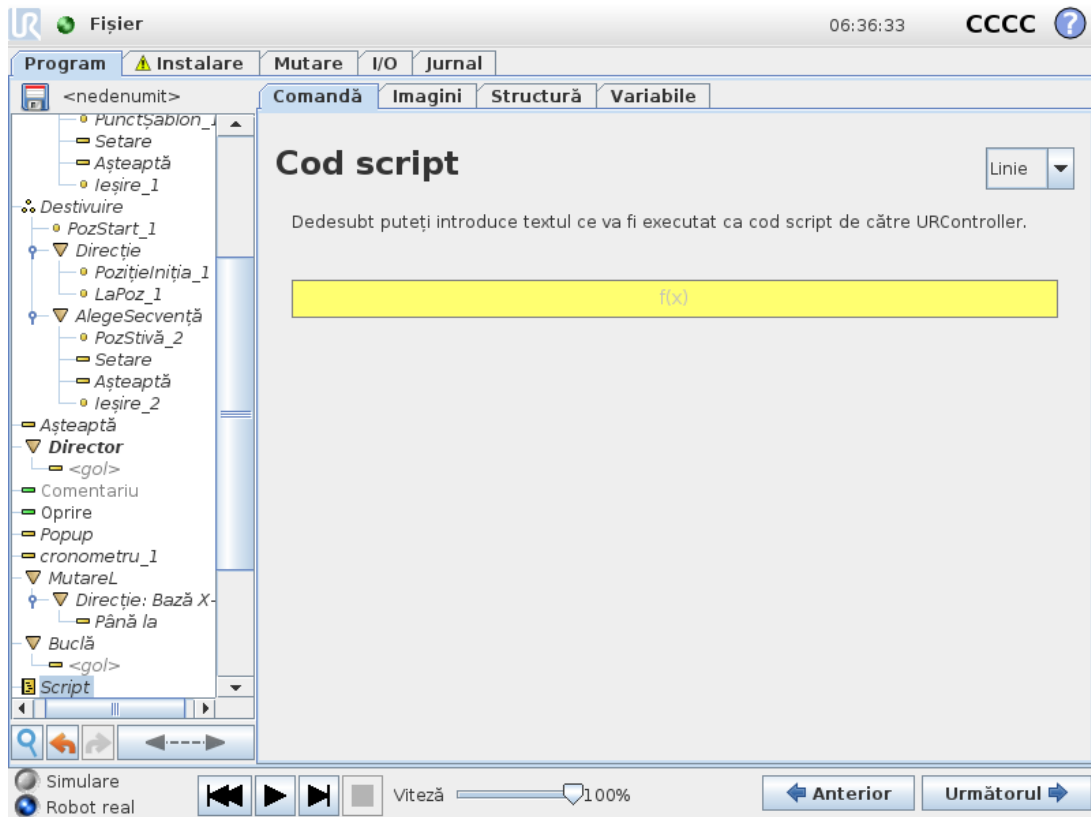 UR Fișier 06:36:33 CCCC ?
Program Instalare Mutare I/O Jurnal
<nedenumit> Comandă Imagini Structură Variabile
PunctȘablon_1
Setare
Așteaptă
Ieșire_1
Destivuire
PozStart_1
Direcție
PozițieIniția_1
LaPoz_1
AlegeSecvență
PozStivă_2
Setare
Așteaptă
Ieșire_2
Așteaptă
Director
<gol>
Comentariu
Oprire
Popup
cronometru_1
MutareL
Direcție: Bază X-
Până la
Buclă
<gol>
Script
Cod script
Linie
Dedesubt puteți introduce textul ce va fi executat ca cod script de către URController.
f(x)
Simulare
Robot real
Viteză 100%
Anterior Următorul